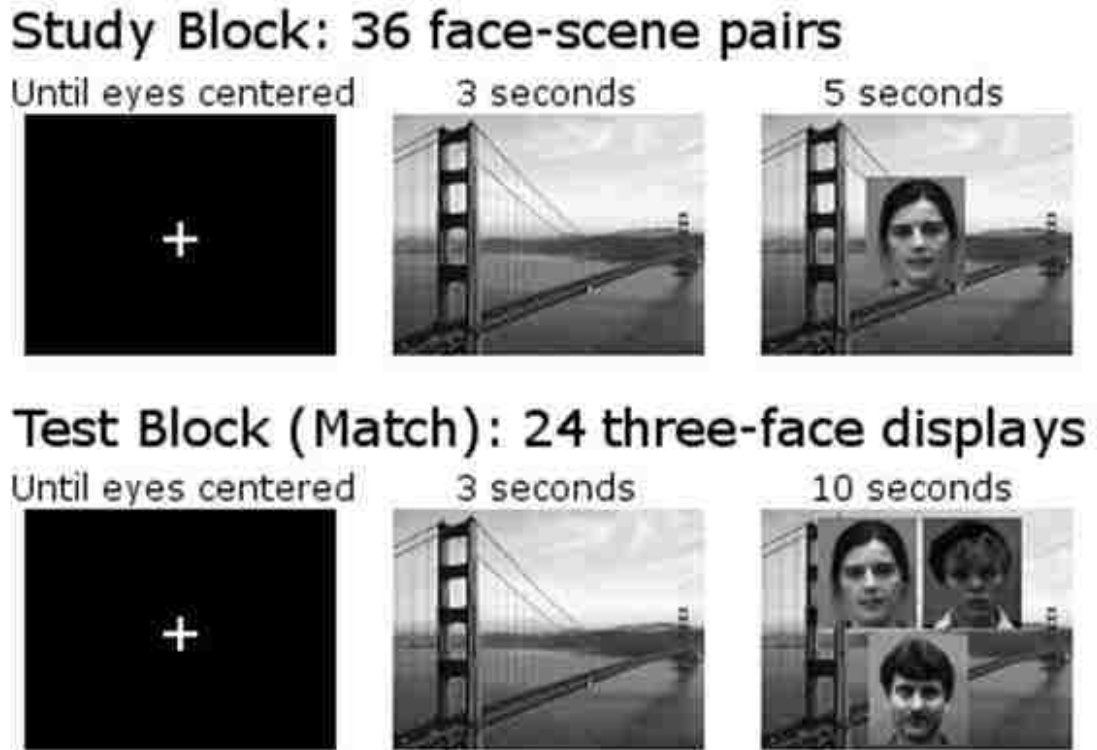 Study Block: 36 face-scene pairs
Until eyes centered 3 seconds 5 seconds
Test Block (Match): 24 three-face displays
Until eyes centered 3 seconds 10 seconds